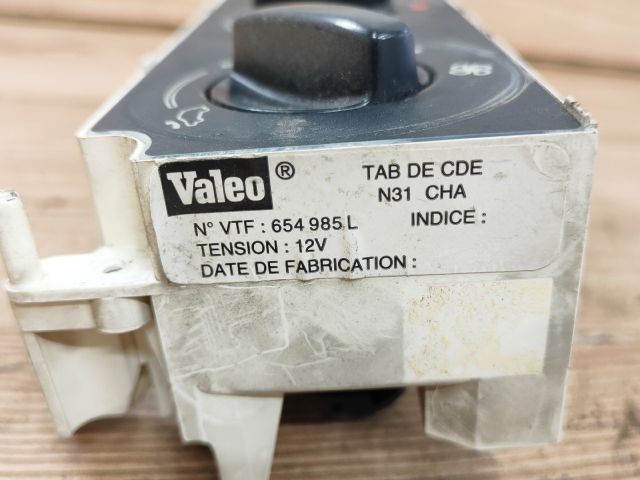 Valeo ® TAB DE CDE
N31 CHA
N° VTF : 654 985 L INDICE :
TENSION : 12V
DATE DE FABRICATION :